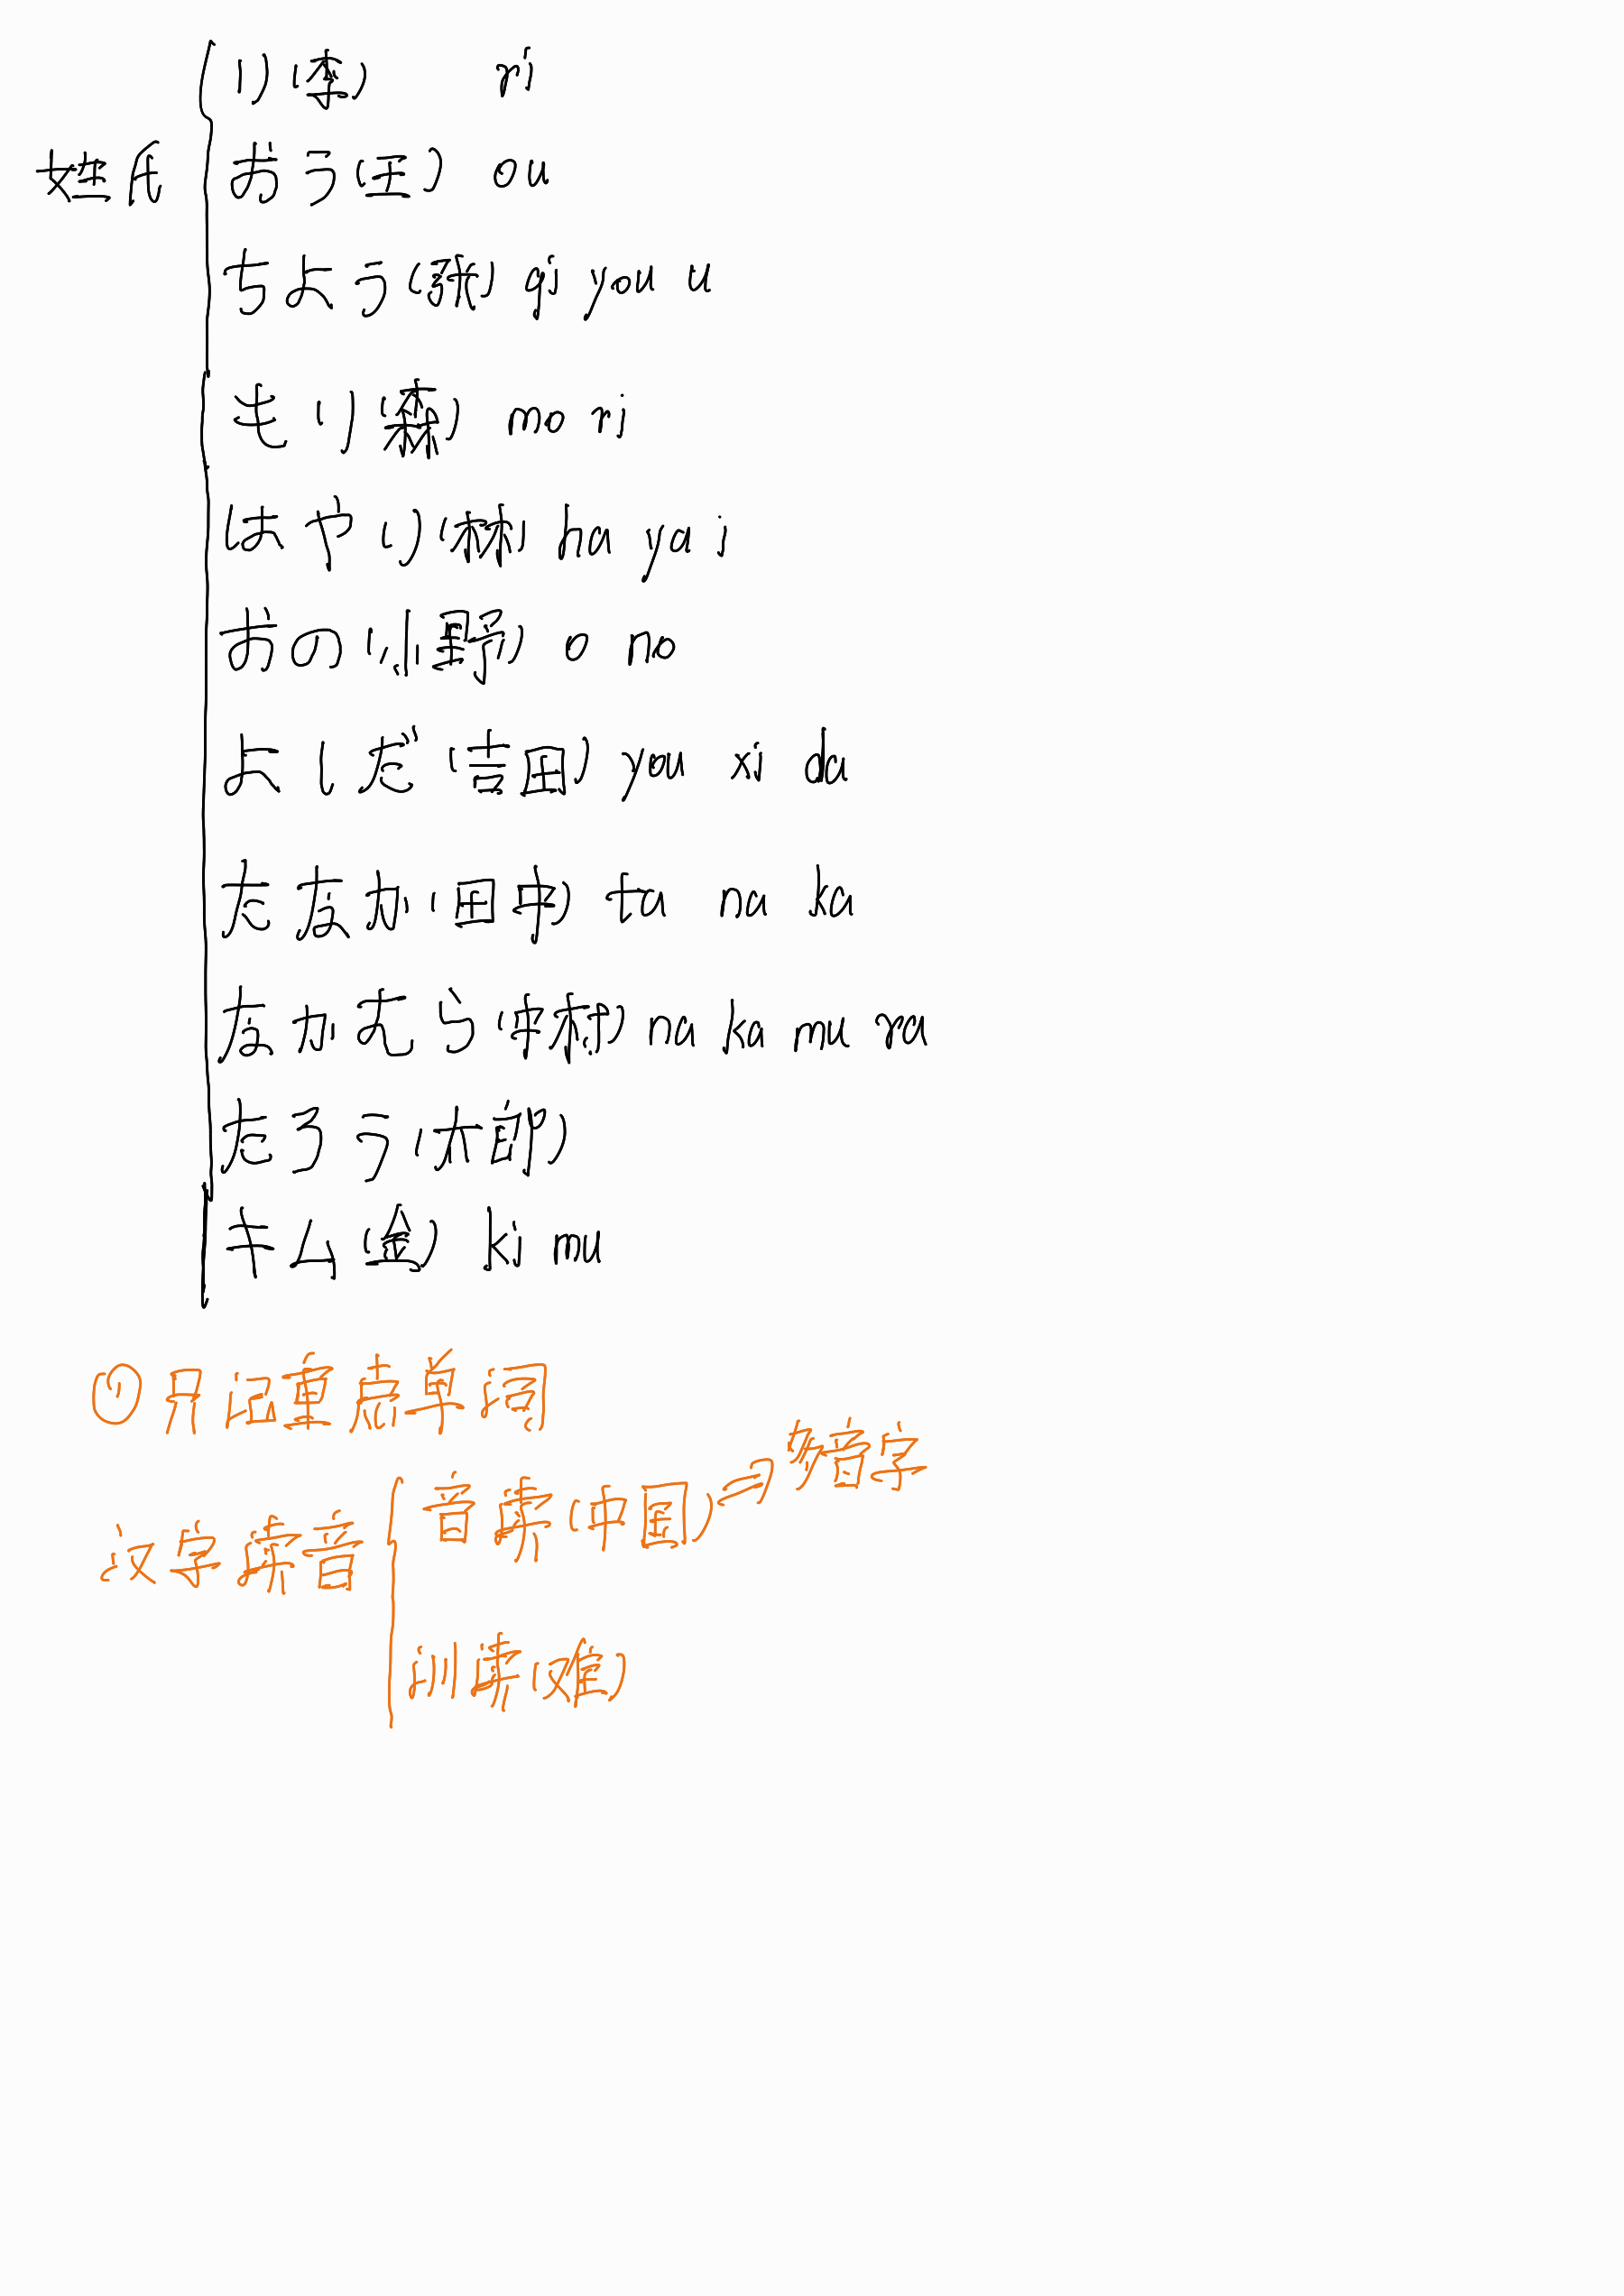 姓氏
り(李) ri
おう(王) ou
ちよう(張) qi you u
もり(森) mo ri
はやり(林) ha ya i
おの(小野) o no
よしだ(吉田) you xi da
たなか(田中) ta na ka
なかむら(中村) na ka mu ra
たろう(太郎)
キム(金) ki mu
①只记重点单词
汉字读音
音读(中国)⇒多音字
训读(难)